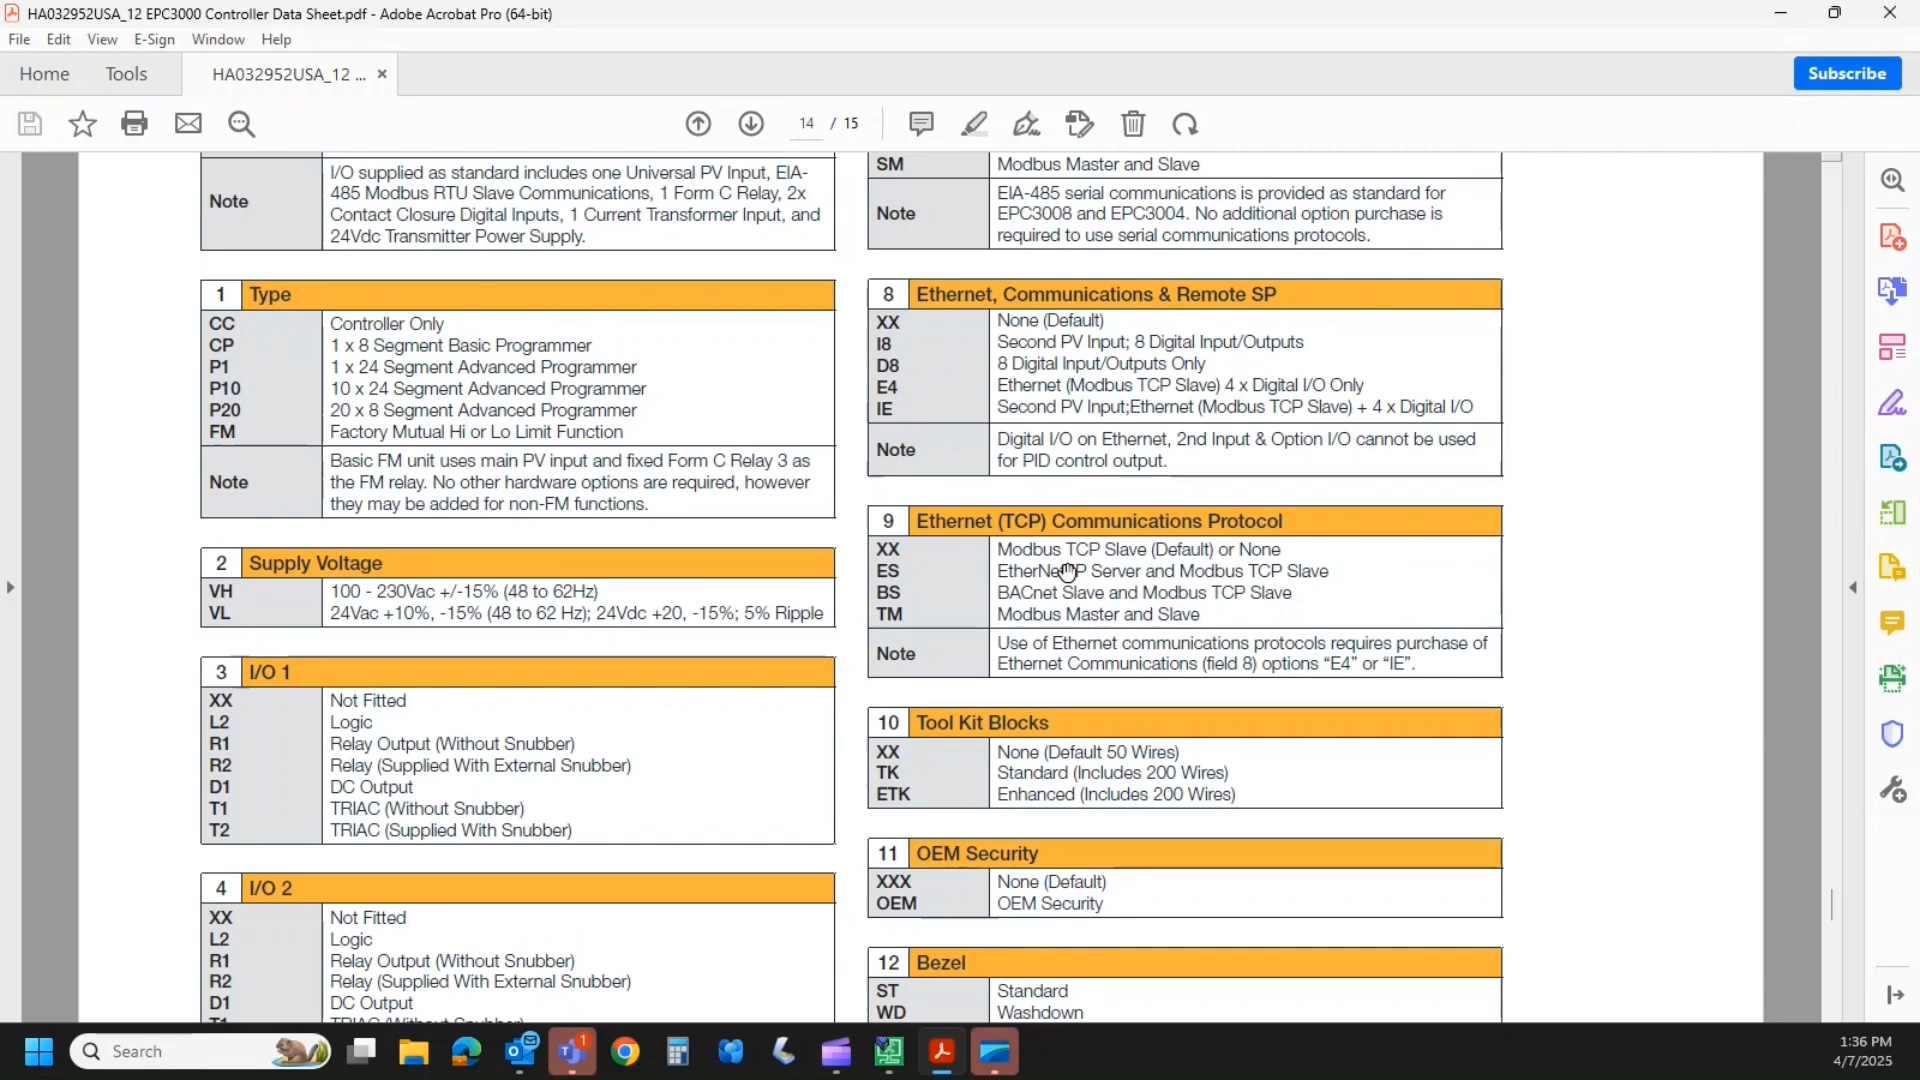 HA032952USA_12 EPC3000 Controller Data Sheet.pdf - Adobe Acrobat Pro (64-bit)
File Edit View E-Sign Window Help
Home Tools HA032952USA_12 ... ×
Subscribe
14 / 15
Note
I/O supplied as standard includes one Universal PV Input, EIA-
485 Modbus RTU Slave Communications, 1 Form C Relay, 2x
Contact Closure Digital Inputs, 1 Current Transformer Input, and
24Vdc Transmitter Power Supply.
1 Type
CC Controller Only
CP 1 x 8 Segment Basic Programmer
P1 1 x 24 Segment Advanced Programmer
P10 10 x 24 Segment Advanced Programmer
P20 20 x 8 Segment Advanced Programmer
FM Factory Mutual Hi or Lo Limit Function
Note
Basic FM unit uses main PV input and fixed Form C Relay 3 as
the FM relay. No other hardware options are required, however
they may be added for non-FM functions.
2 Supply Voltage
VH 100 - 230Vac +/-15% (48 to 62Hz)
VL 24Vac +10%, -15% (48 to 62 Hz); 24Vdc +20, -15%; 5% Ripple
3 I/O 1
XX Not Fitted
L2 Logic
R1 Relay Output (Without Snubber)
R2 Relay (Supplied With External Snubber)
D1 DC Output
T1 TRIAC (Without Snubber)
T2 TRIAC (Supplied With Snubber)
4 I/O 2
XX Not Fitted
L2 Logic
R1 Relay Output (Without Snubber)
R2 Relay (Supplied With External Snubber)
D1 DC Output
T1 TRIAC (Without Snubber)
SM Modbus Master and Slave
Note
EIA-485 serial communications is provided as standard for
EPC3008 and EPC3004. No additional option purchase is
required to use serial communications protocols.
8 Ethernet, Communications & Remote SP
XX None (Default)
I8 Second PV Input; 8 Digital Input/Outputs
D8 8 Digital Input/Outputs Only
E4 Ethernet (Modbus TCP Slave) 4 x Digital I/O Only
IE Second PV Input;Ethernet (Modbus TCP Slave) + 4 x Digital I/O
Note
Digital I/O on Ethernet, 2nd Input & Option I/O cannot be used
for PID control output.
9 Ethernet (TCP) Communications Protocol
XX Modbus TCP Slave (Default) or None
ES Server and Modbus TCP Slave
BS BACnet Slave and Modbus TCP Slave
TM Modbus Master and Slave
Note
Use of Ethernet communications protocols requires purchase of
Ethernet Communications (field 8) options “E4” or “IE”.
10 Tool Kit Blocks
XX None (Default 50 Wires)
TK Standard (Includes 200 Wires)
ETK Enhanced (Includes 200 Wires)
11 OEM Security
XXX None (Default)
OEM OEM Security
12 Bezel
ST Standard
WD Washdown
Search
1
1:36 PM
4/7/2025